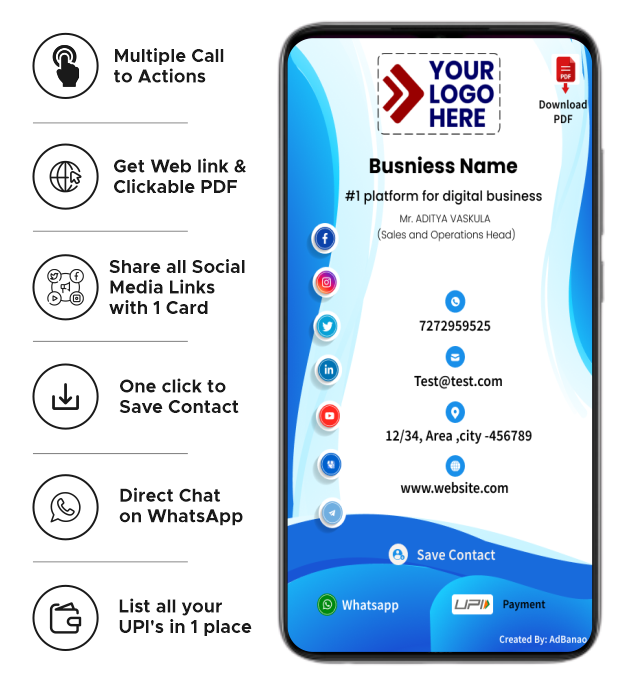 Multiple Call
to Actions
Get Web link &
Clickable PDF
Share all Social
Media Links
with 1 Card
One click to
Save Contact
Direct Chat
on WhatsApp
List all your
UPI's in 1 place
YOUR
LOGO
HERE
PDF
Download
PDF
Busniess Name
#1 platform for digital business
Mr. ADITYA VASKULA
(Sales and Operations Head)
7272959525
Test@test.com
12/34, Area ,city -456789
www.website.com
Save Contact
Whatsapp
UPI
Payment
Created By: AdBanao